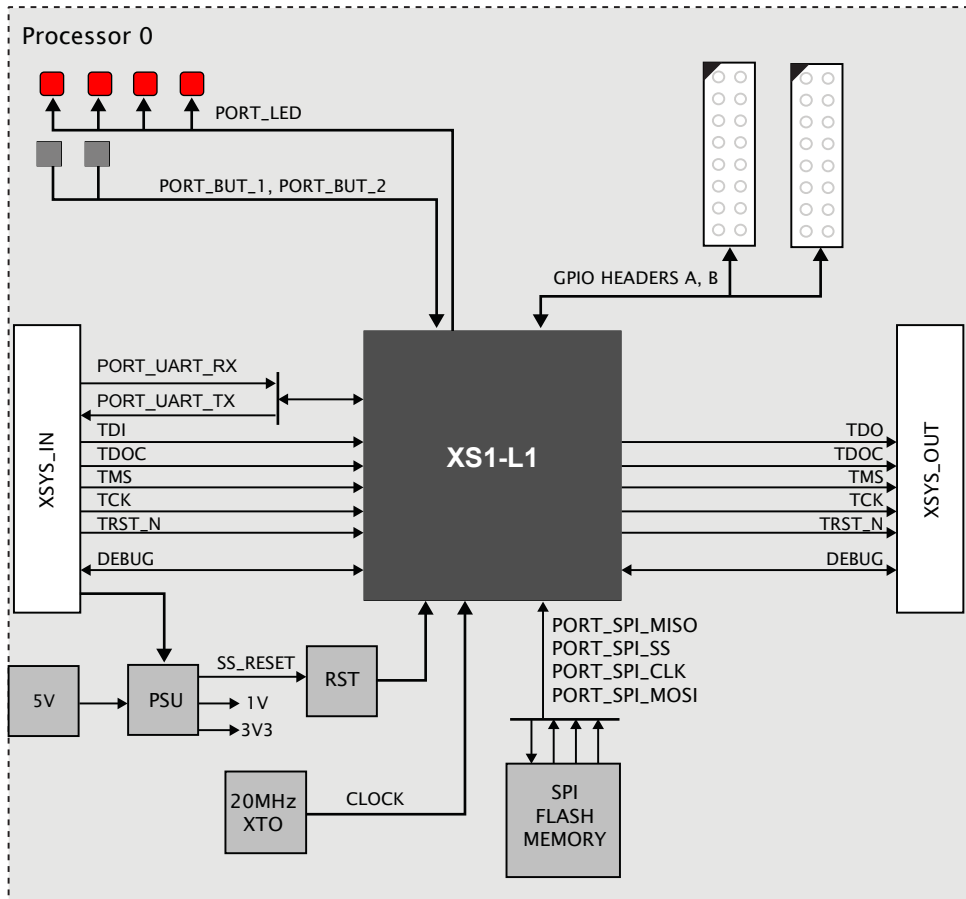 Processor 0
PORT_LED
PORT_BUT_1, PORT_BUT_2
GPIO HEADERS A, B
XSYS_IN
PORT_UART_RX
PORT_UART_TX
TDI
TDOC
TMS
TCK
TRST_N
DEBUG
XS1-L1
TDO
TDOC
TMS
TCK
TRST_N
DEBUG
XSYS_OUT
5V
PSU
SS_RESET
1V
3V3
RST
20MHz
XTO
CLOCK
PORT_SPI_MISO
PORT_SPI_SS
PORT_SPI_CLK
PORT_SPI_MOSI
SPI
FLASH
MEMORY